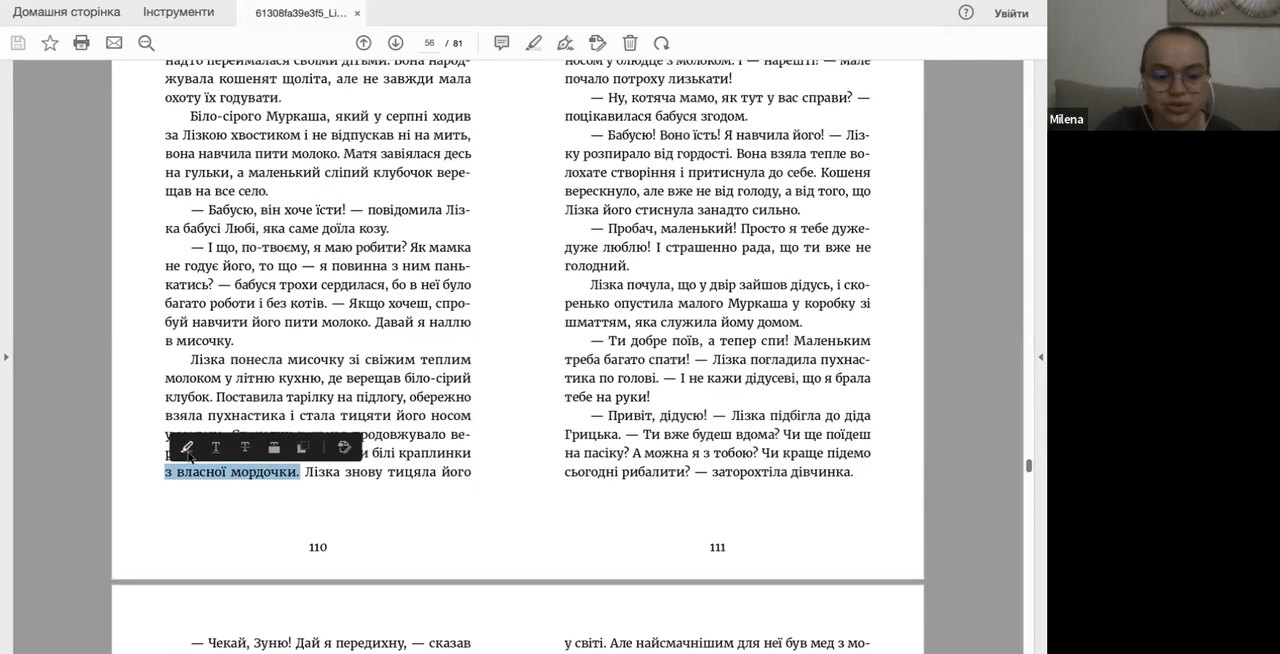 Домашня сторінка
Інструменти
61308fa39e3f5_Li...
Увійти
56 / 81
Milena
надто переймалася своїми дітьми. Вона народ-
жувала кошенят щоліта, але не завжди мала
охоту їх годувати.
Біло-сірого Муркаша, який у серпні ходив
за Лізкою хвостиком і не відпускав ні на мить,
вона навчила пити молоко. Матя завіялася десь
на гульки, а маленький сліпий клубочок вере-
щав на все село.
— Бабусю, він хоче їсти! — повідомила Ліз-
ка бабусі Любі, яка саме доїла козу.
— І що, по-твоєму, я маю робити? Як мамка
не годує його, то що — я повинна з ним пань-
катись? — бабуся трохи сердилася, бо в неї було
багато роботи і без котів. — Якщо хочеш, спро-
буй навчити його пити молоко. Давай я наллю
в мисочку.
Лізка понесла мисочку зі свіжим теплим
молоком у літню кухню, де верещав біло-сірий
клубок. Поставила тарілку на підлогу, обережно
взяла пухнастика і стала тицяти його носом
продовжувало ве-
и білі краплинки
з власної мордочки. Лізка знову тицяла його
110
носом у блюдце з молоком. І — нарешті! — мале
почало потроху лизькати!
— Ну, котяча мамо, як тут у вас справи? —
поцікавилася бабуся згодом.
— Бабусю! Воно їсть! Я навчила його! — Ліз-
ку розпирало від гордості. Вона взяла тепле во-
лохате створіння і притиснула до себе. Кошеня
верескнуло, але вже не від голоду, а від того, що
Лізка його стиснула занадто сильно.
— Пробач, маленький! Просто я тебе дуже-
дуже люблю! І страшенно рада, що ти вже не
голодний.
Лізка почула, що у двір зайшов дідусь, і ско-
ренько опустила малого Муркаша у коробку зі
шматтям, яка служила йому домом.
— Ти добре поїв, а тепер спи! Маленьким
треба багато спати! — Лізка погладила пухнас-
тика по голові. — І не кажи дідусеві, що я брала
тебе на руки!
— Привіт, дідусю! — Лізка підбігла до діда
Грицька. — Ти вже будеш вдома? Чи ще поїдеш
на пасіку? А можна я з тобою? Чи краще підемо
сьогодні рибалити? — заторохтіла дівчинка.
111
— Чекай, Зуню! Дай я передихну, — сказав
у світі. Але найсмачнішим для неї був мед з мо-